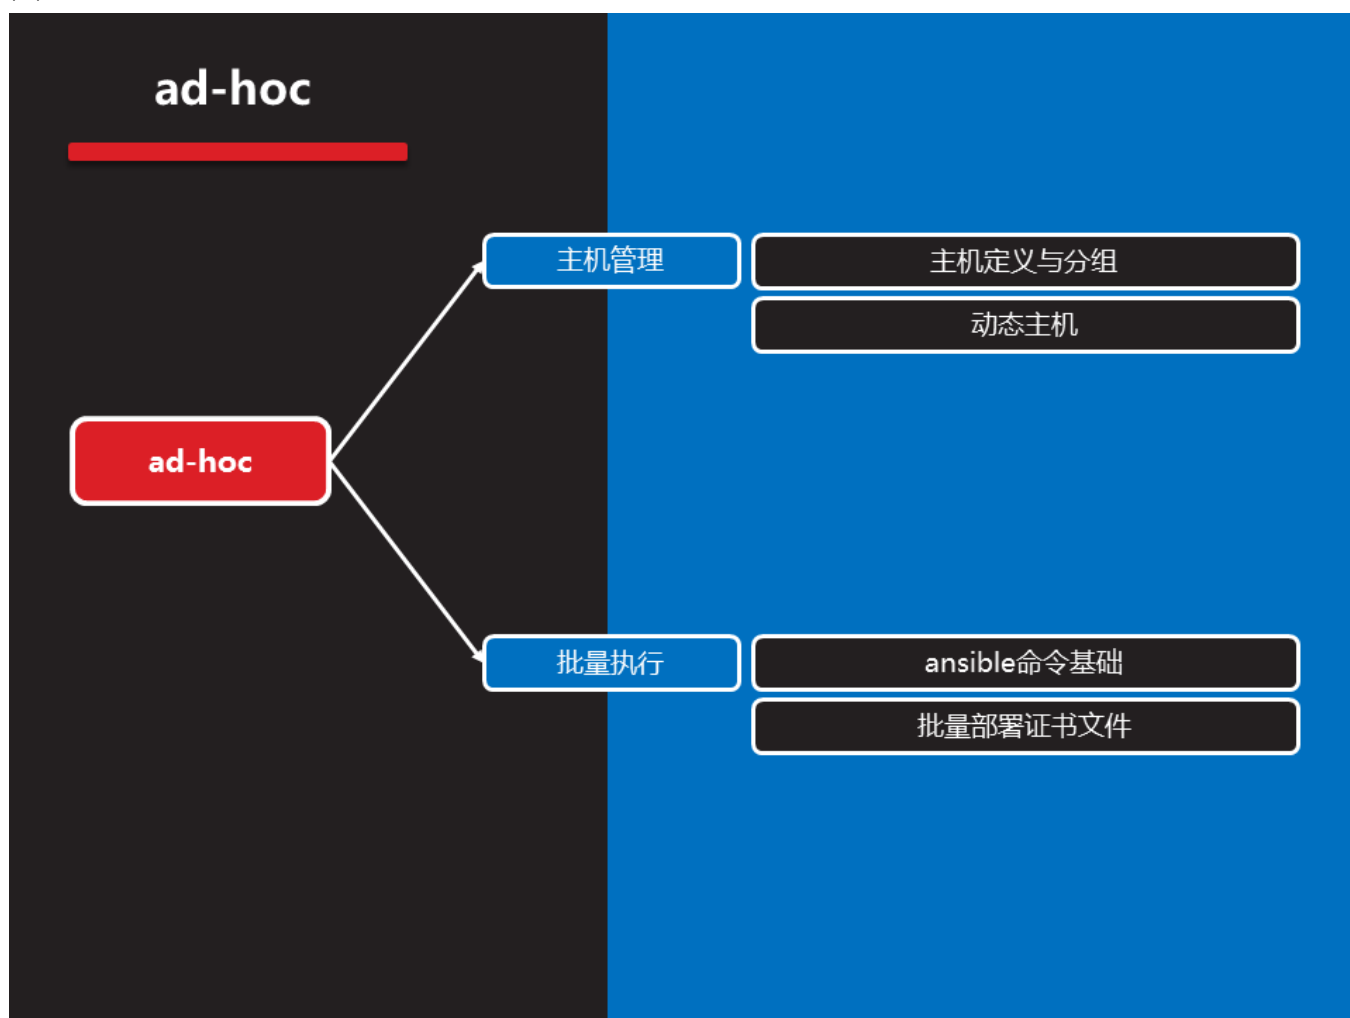 ad-hoc
主机管理
主机定义与分组
动态主机
ad-hoc
批量执行
ansible命令基础
批量部署证书文件